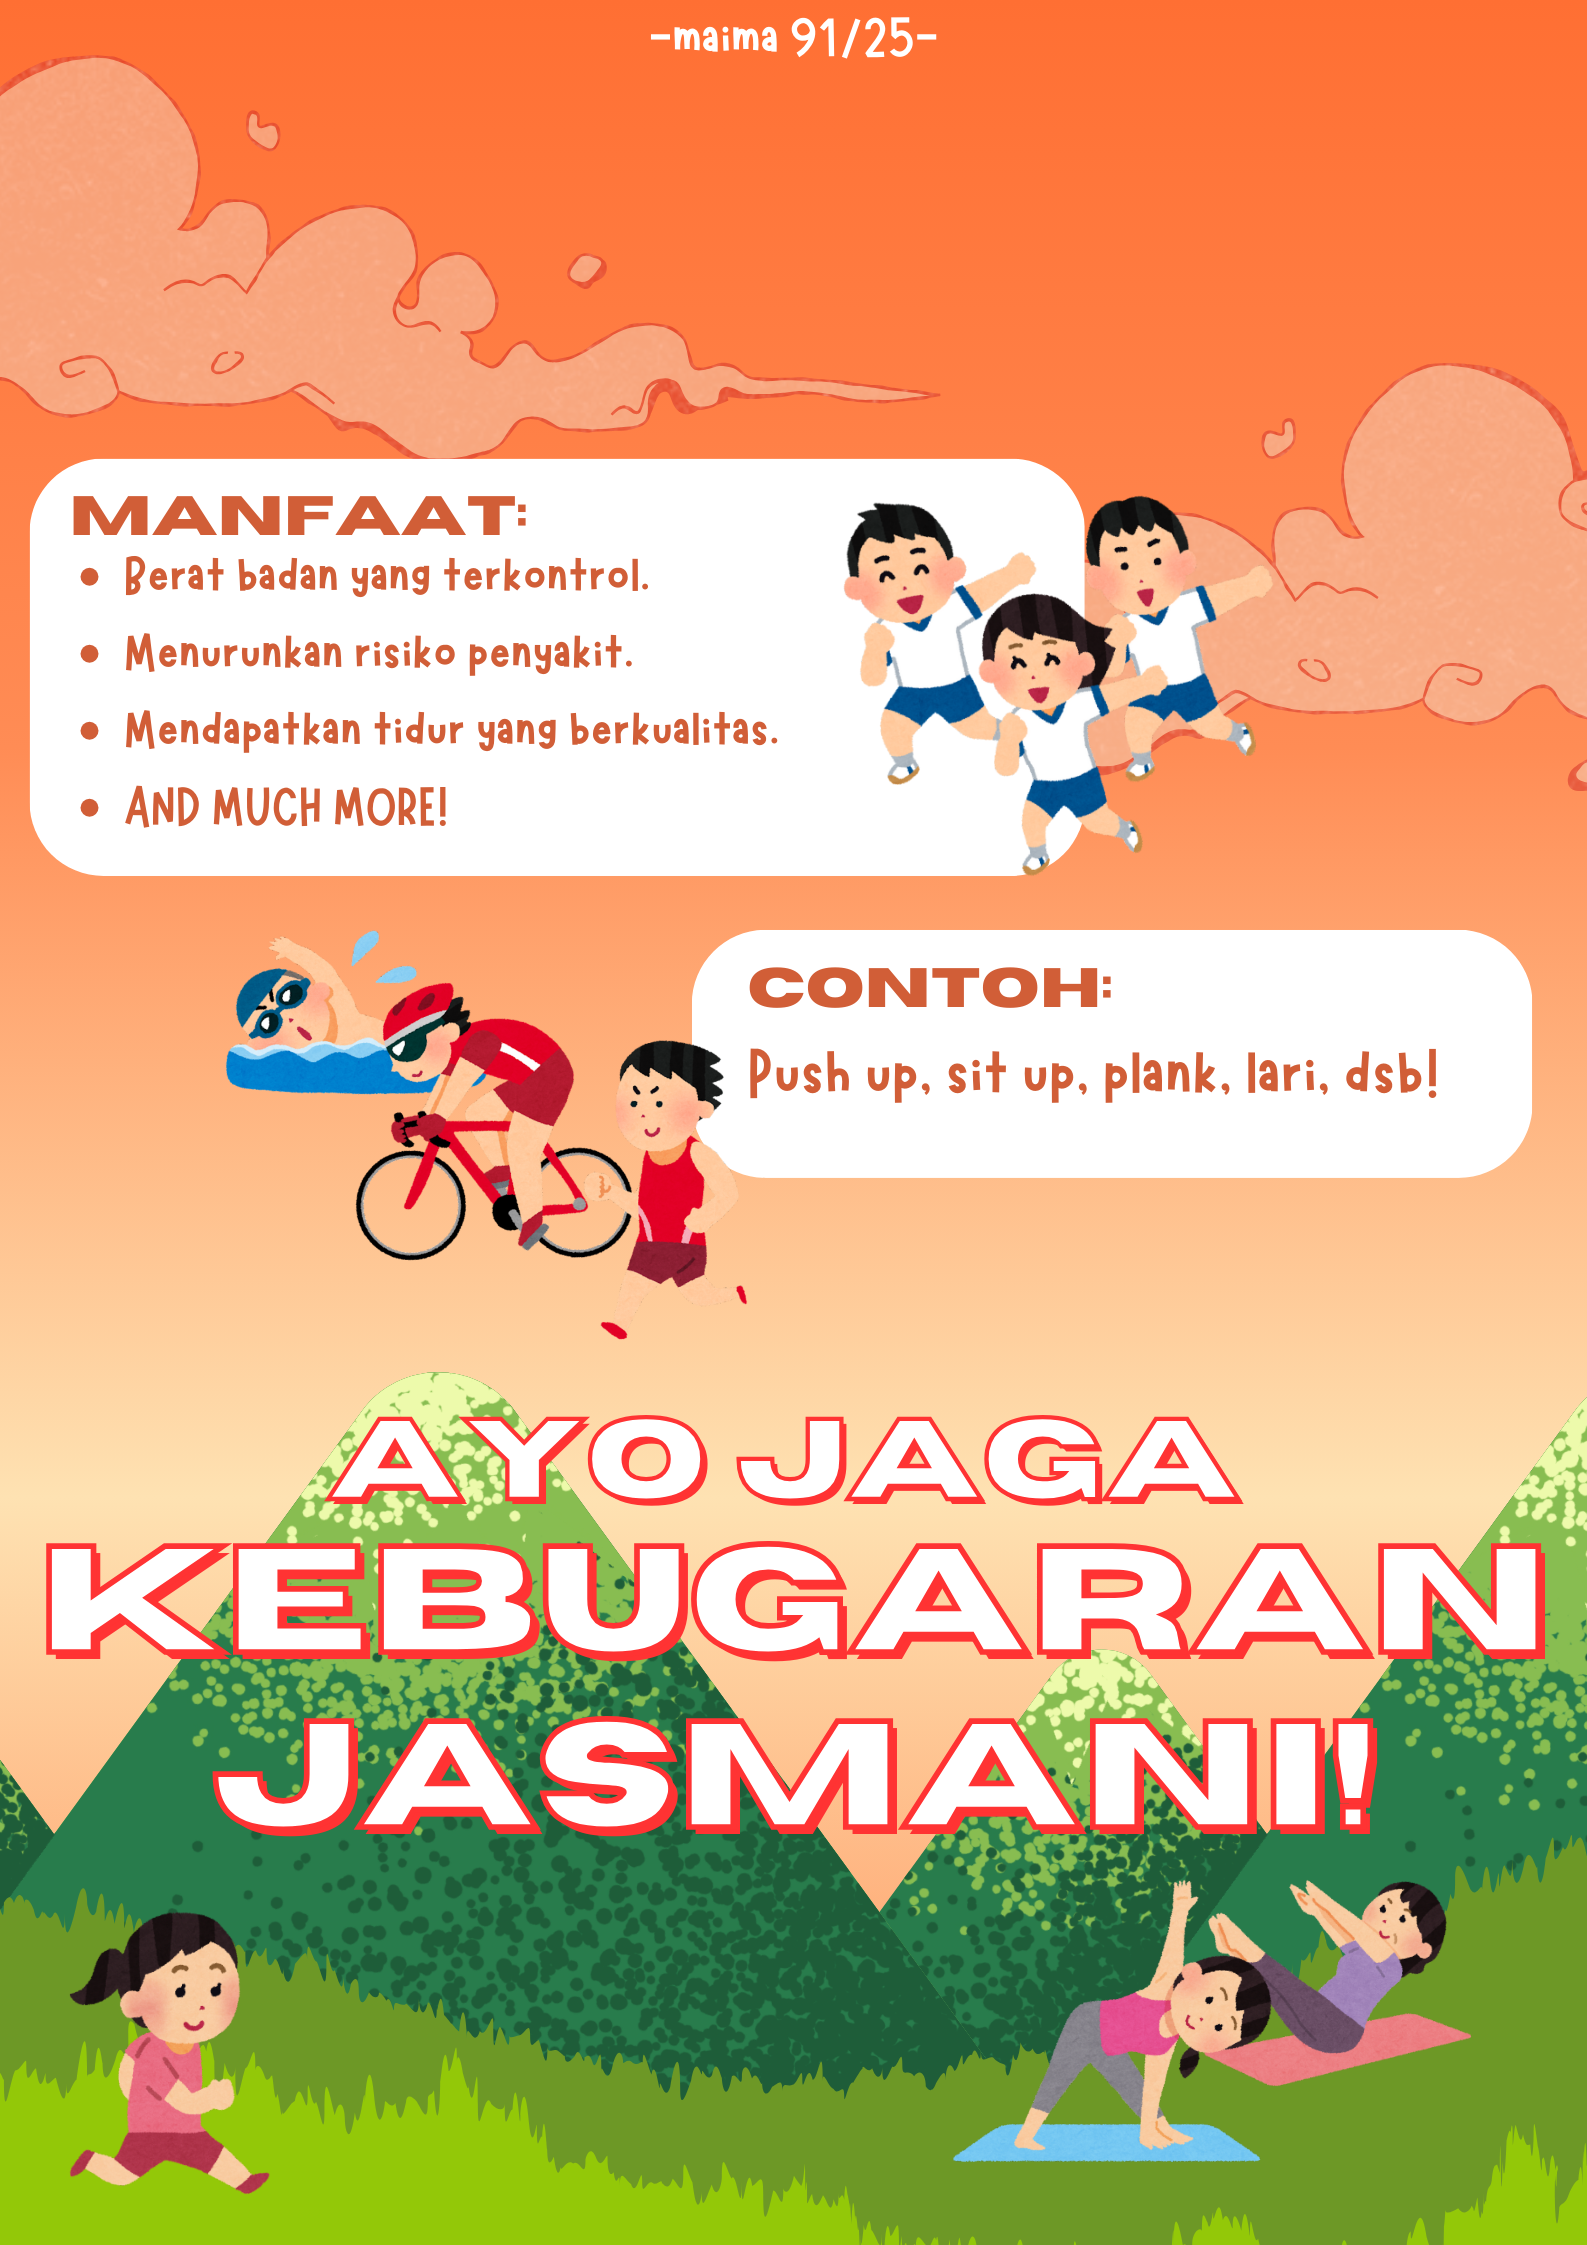 -maima 91/25-
MANFAAT:
• Berat badan yang terkontrol.
• Menurunkan risiko penyakit.
• Mendapatkan tidur yang berkualitas.
• AND MUCH MORE!
CONTOH:
Push up, sit up, plank, lari, dsb!
AYO JAGA
KEBUGARAN
JASMANI!